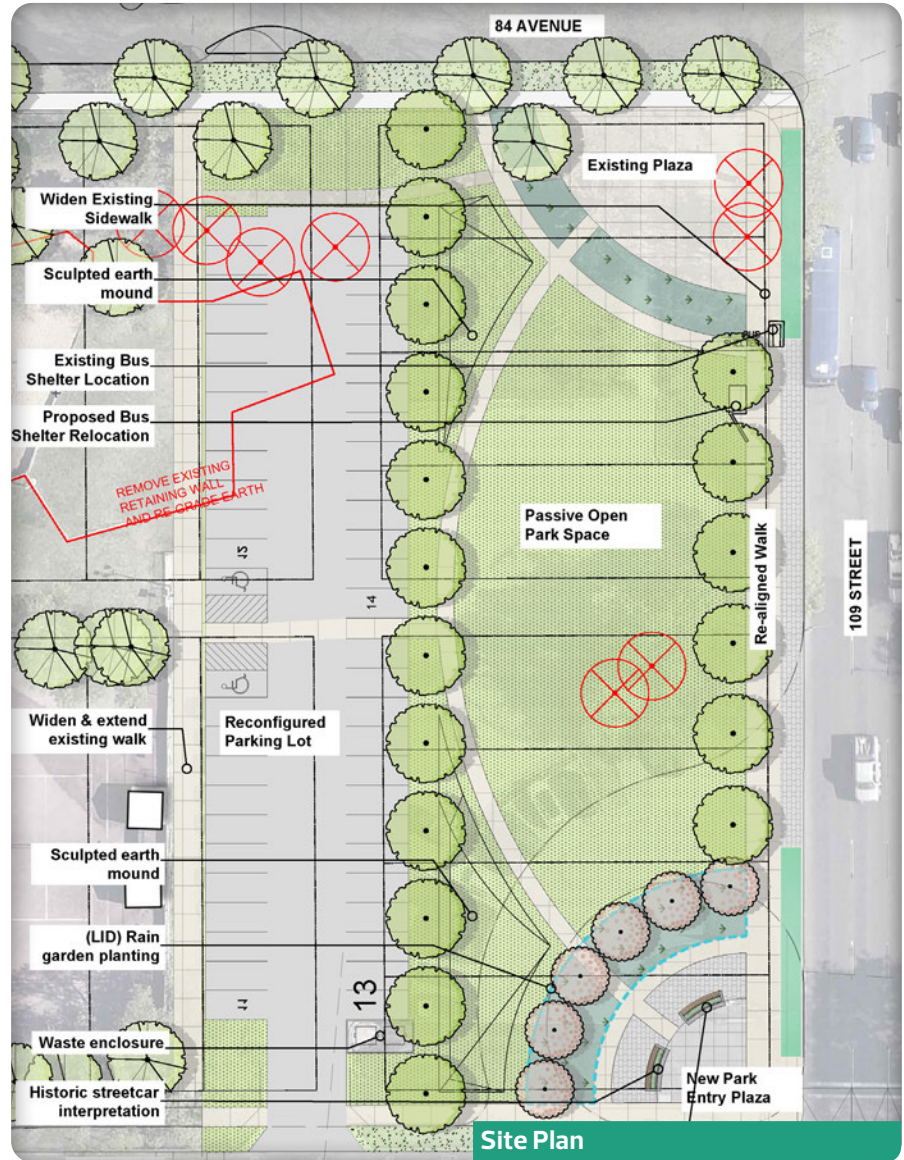 84 AVENUE
Existing Plaza
Widen Existing
Sidewalk
Sculpted earth
mound
Existing Bus
Shelter Location
Proposed Bus
Shelter Relocation
REMOVE EXISTING
RETAINING WALL
AND RE-GRADE EARTH
Passive Open
Park Space
Re-aligned Walk
109 STREET
14
Widen & extend
existing walk
Reconfigured
Parking Lot
Sculpted earth
mound
(LID) Rain
garden planting
13
Waste enclosure
Historic streetcar
interpretation
New Park
Entry Plaza
Site Plan